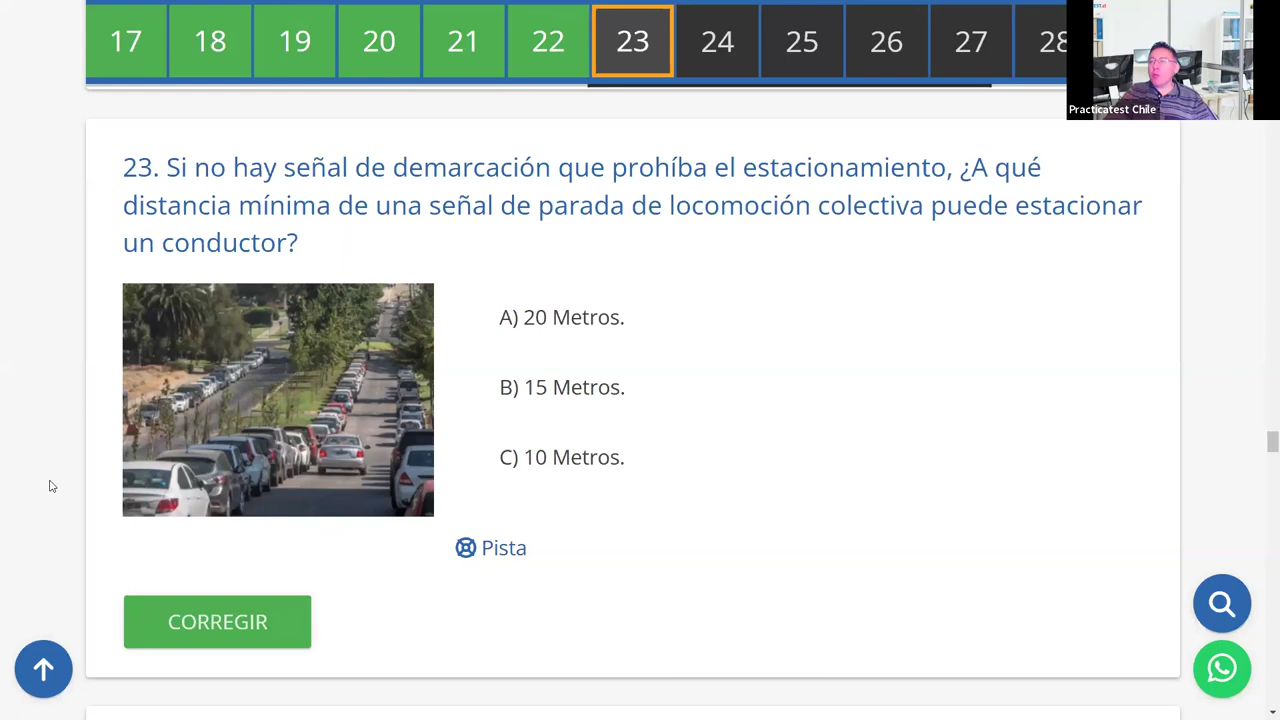 17 18 19 20 21 22 23 24 25 26 27 28
Practicatest Chile
23. Si no hay señal de demarcación que prohíba el estacionamiento, ¿A qué
distancia mínima de una señal de parada de locomoción colectiva puede estacionar
un conductor?
A) 20 Metros.
B) 15 Metros.
C) 10 Metros.
Pista
CORREGIR